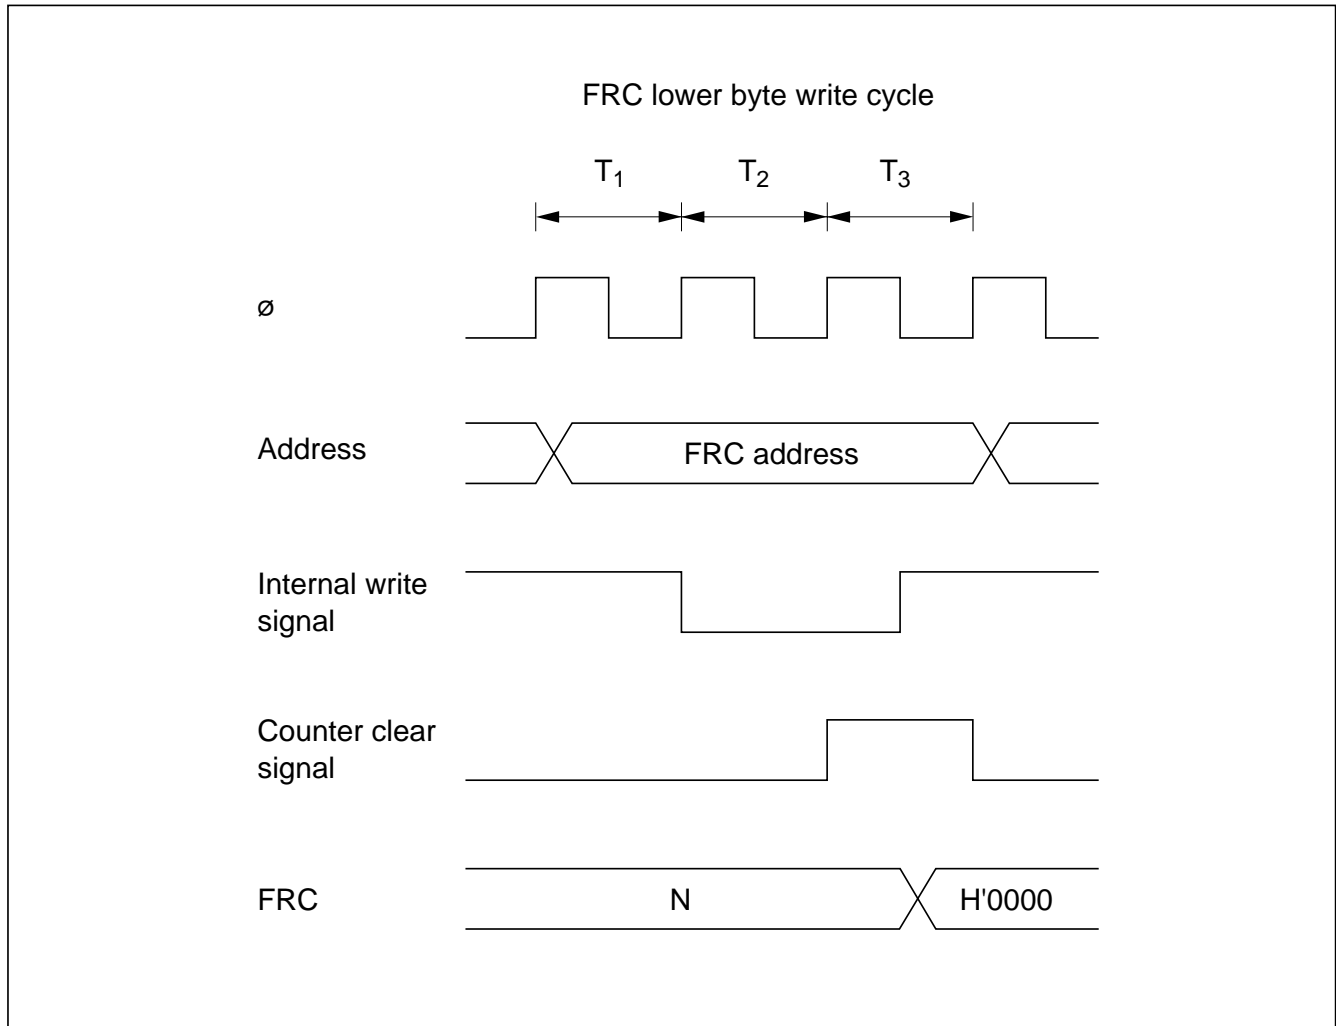 FRC lower byte write cycle
T₁ T₂ T₃
ø
Address
FRC address
Internal write
signal
Counter clear
signal
FRC
N
H'0000